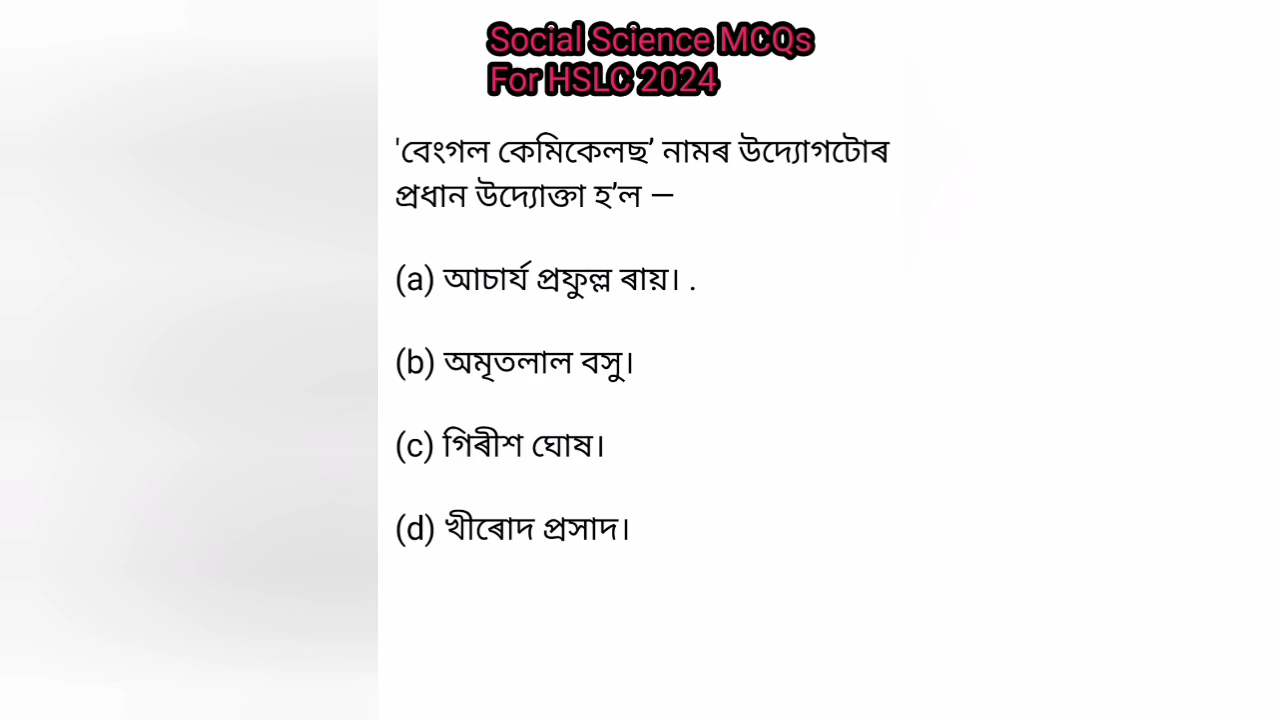 Social Science MCQs
For HSLC 2024
'বেংগল কেমিকেলছ’ নামৰ উদ্যোগটোৰ
প্ৰধান উদ্যোক্তা হ’ল —
(a) আচাৰ্য প্ৰফুল্ল ৰায়। .
(b) অমৃতলাল বসু।
(c) গিৰীশ ঘোষ।
(d) খীৰোদ প্ৰসাদ।